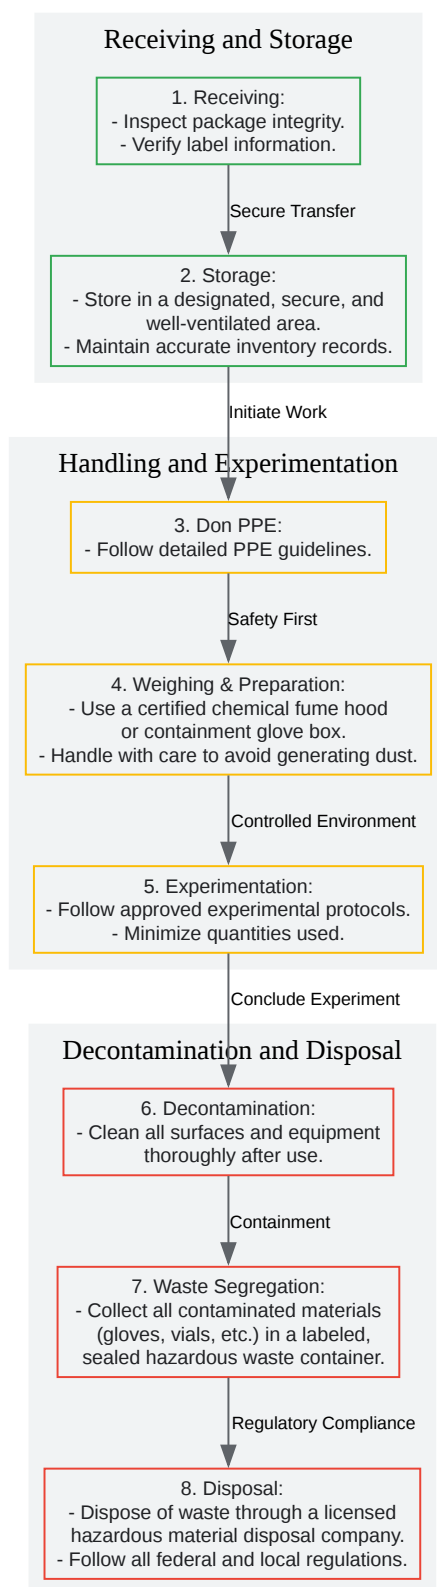 Receiving and Storage
1. Receiving:
- Inspect package integrity.
- Verify label information.
Secure Transfer
2. Storage:
- Store in a designated, secure, and
well-ventilated area.
- Maintain accurate inventory records.
Initiate Work
Handling and Experimentation
3. Don PPE:
- Follow detailed PPE guidelines.
Safety First
4. Weighing & Preparation:
- Use a certified chemical fume hood
or containment glove box.
- Handle with care to avoid generating dust.
Controlled Environment
5. Experimentation:
- Follow approved experimental protocols.
- Minimize quantities used.
Conclude Experiment
Decontamination and Disposal
6. Decontamination:
- Clean all surfaces and equipment
thoroughly after use.
Containment
7. Waste Segregation:
- Collect all contaminated materials
(gloves, vials, etc.) in a labeled,
sealed hazardous waste container.
Regulatory Compliance
8. Disposal:
- Dispose of waste through a licensed
hazardous material disposal company.
- Follow all federal and local regulations.